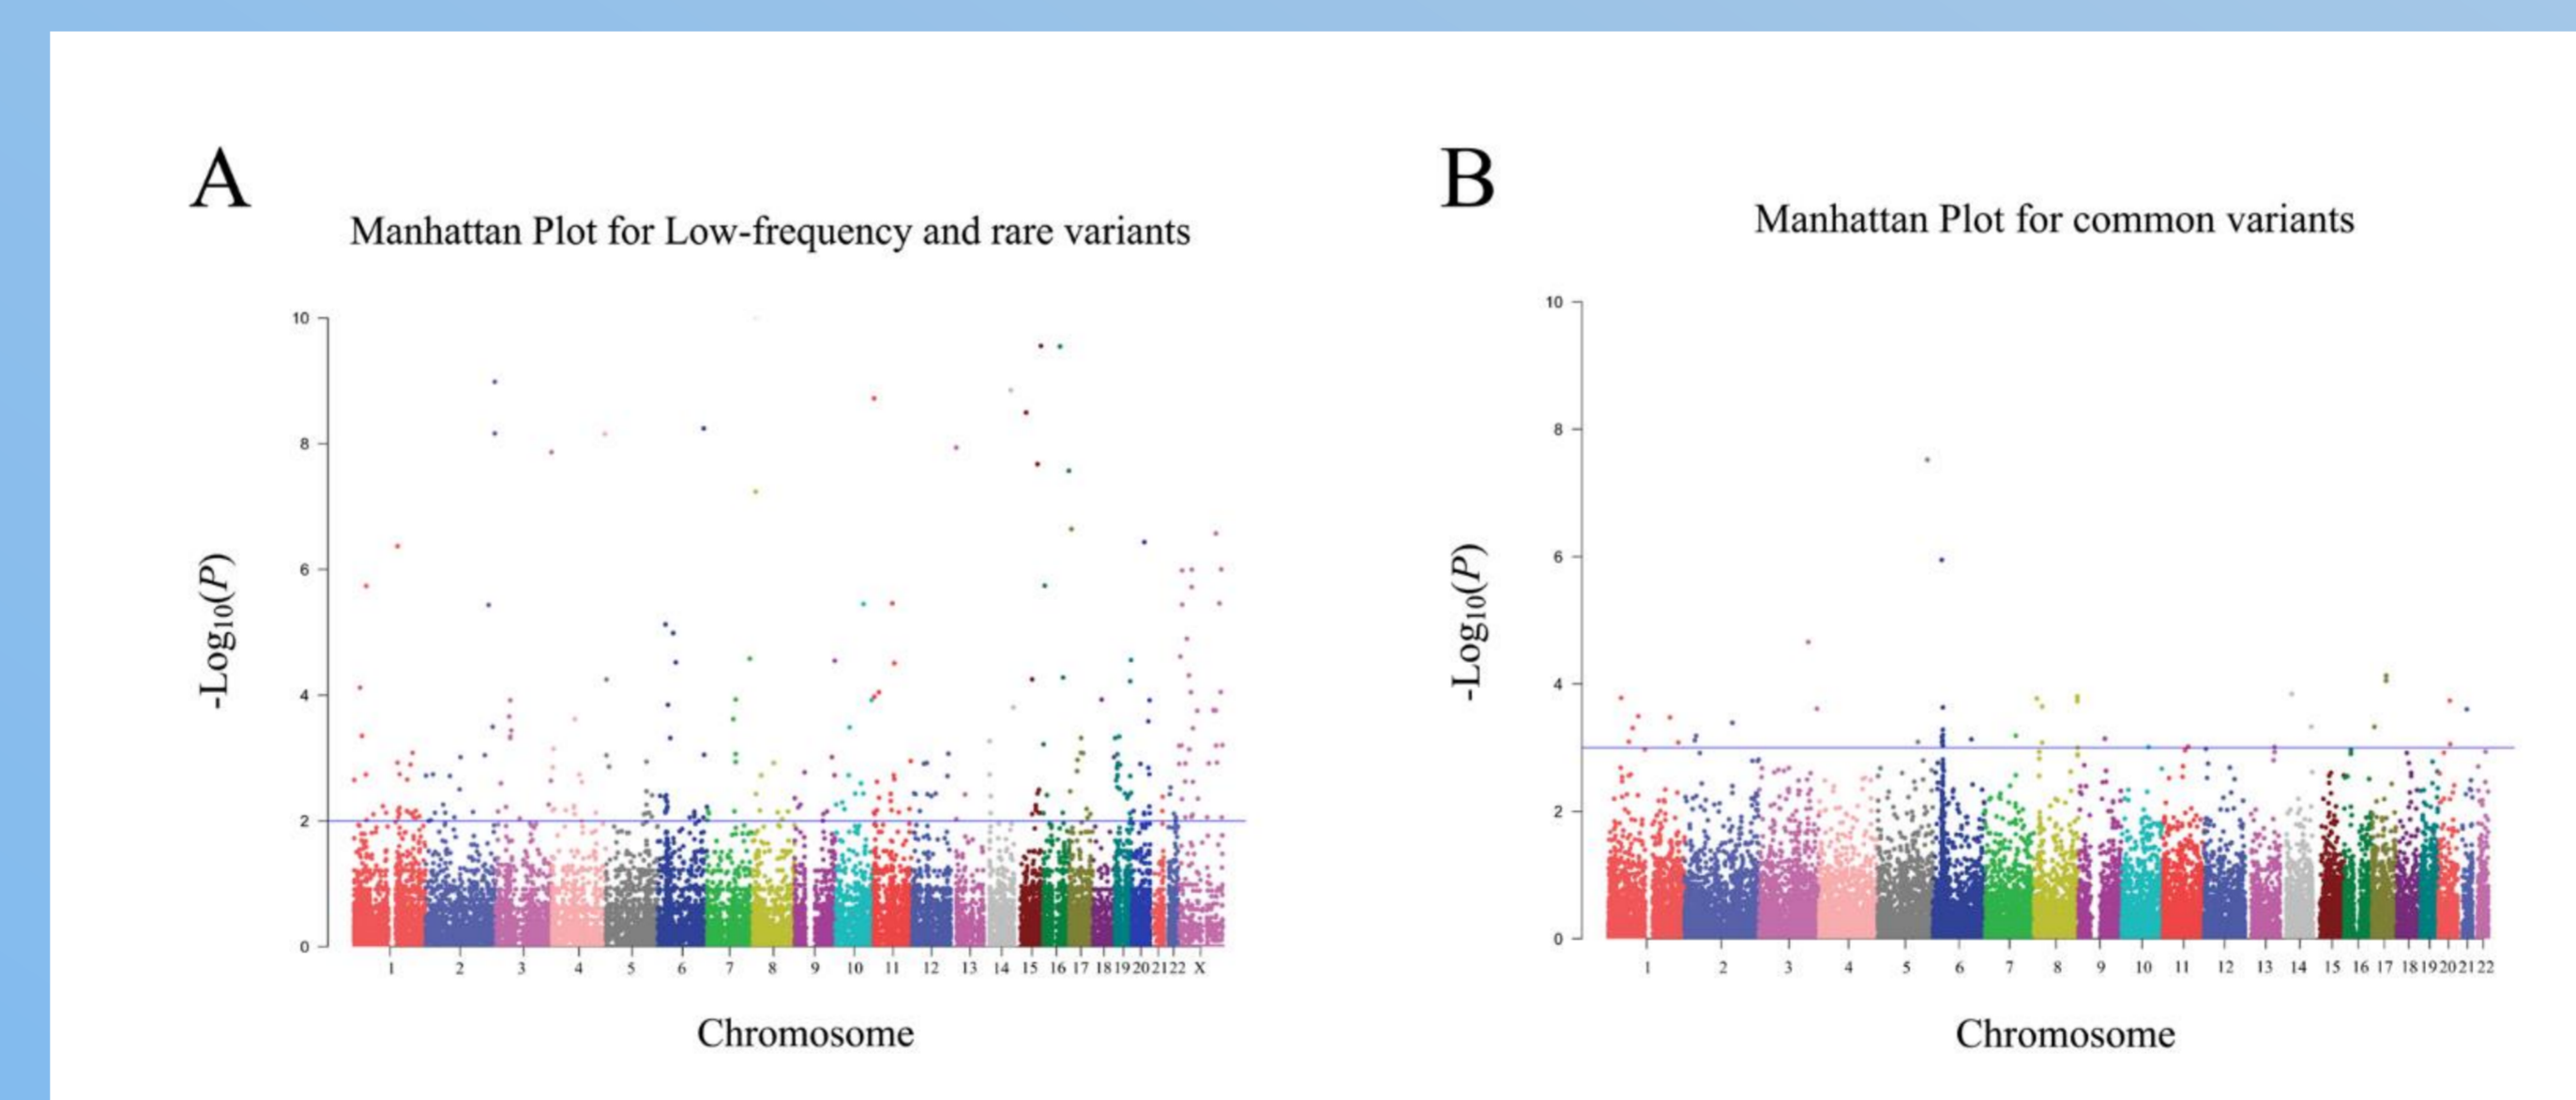 A
Manhattan Plot for Low-frequency and rare variants
10
8
6
4
2
0
-Log10(P)
1 2 3 4 5 6 7 8 9 10 11 12 13 14 15 16 17 18 19 20 21 22 X
Chromosome
B
Manhattan Plot for common variants
10
8
6
4
2
0
-Log10(P)
1 2 3 4 5 6 7 8 9 10 11 12 13 14 15 16 17 18 19 20 21 22
Chromosome